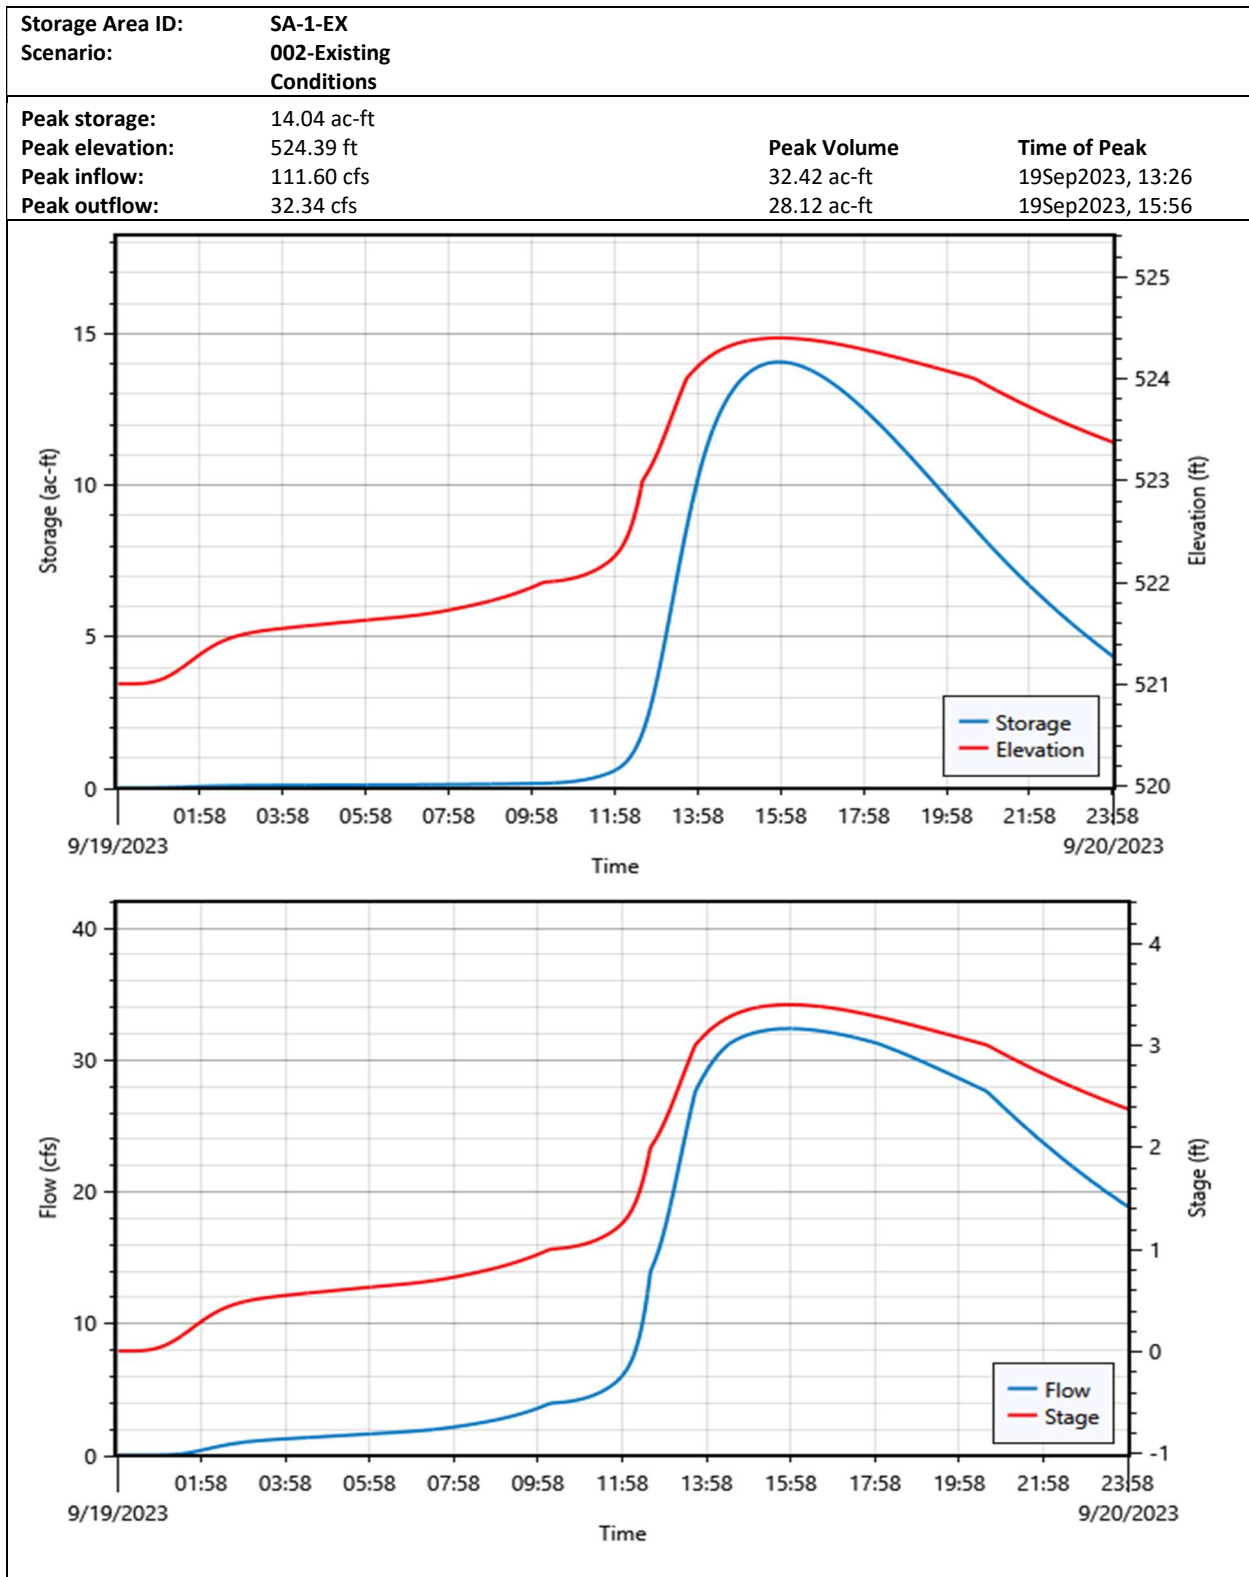 Storage Area ID: SA-1-EX
Scenario: 002-Existing
Conditions
Peak storage: 14.04 ac-ft
Peak elevation: 524.39 ft Peak Volume Time of Peak
Peak inflow: 111.60 cfs 32.42 ac-ft 19Sep2023, 13:26
Peak outflow: 32.34 cfs 28.12 ac-ft 19Sep2023, 15:56
525
15
524
Storage (ac-ft)
10
523
Elevation (ft)
522
5
521
Storage
Elevation
0
520
01:58 03:58 05:58 07:58 09:58 11:58 13:58 15:58 17:58 19:58 21:58 23:58
9/19/2023 9/20/2023
Time
40
4
30
3
Flow (cfs)
2
Stage (ft)
20
1
10
0
Flow
Stage
0
-1
01:58 03:58 05:58 07:58 09:58 11:58 13:58 15:58 17:58 19:58 21:58 23:58
9/19/2023 9/20/2023
Time